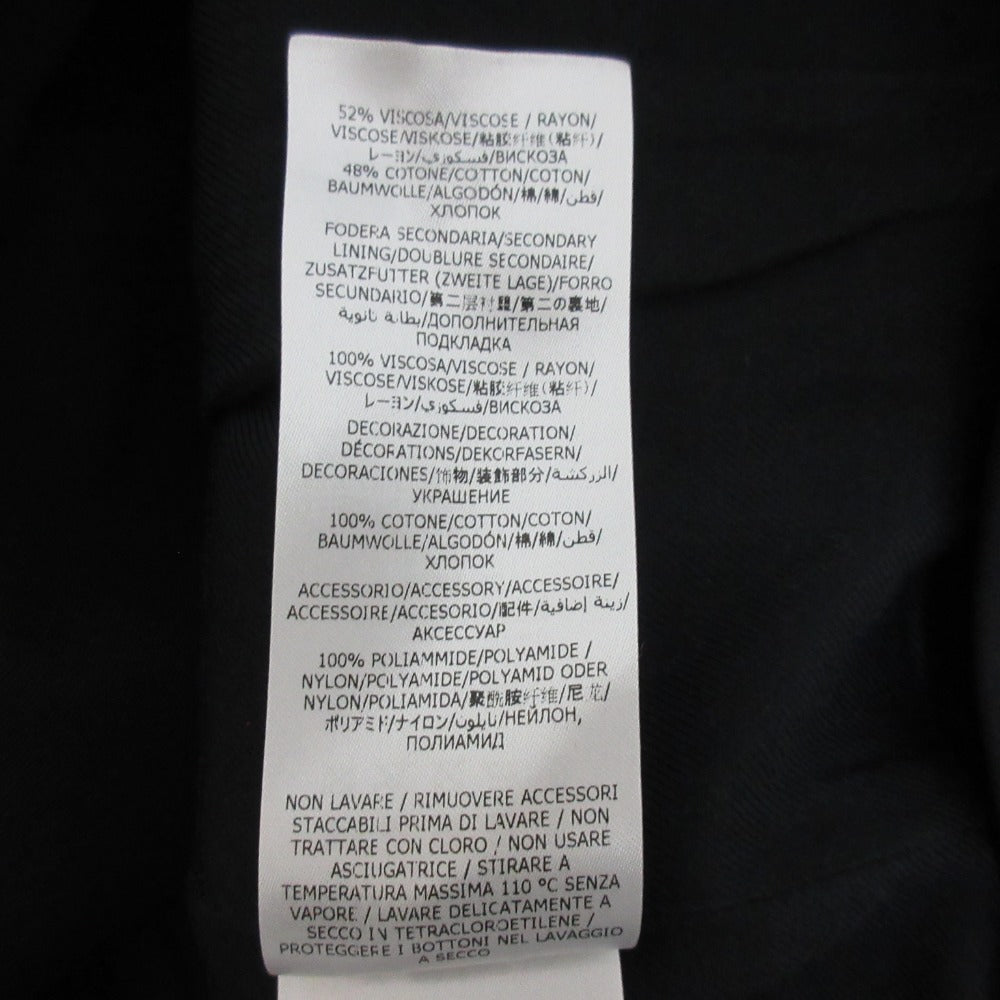 52% VISCOSA/VISCOSE / RAYON/
VISCOSE/VISKOSE/粘胶纤维(粘纤)/
レーヨン/فسكوزي/ВИСКОЗА
48% COTONE/COTTON/COTON/
BAUMWOLLE/ALGODÓN/棉/綿/قطن/
ХЛОПОК
FODERA SECONDARIA/SECONDARY
LINING/DOUBLURE SECONDAIRE/
ZUSATZFUTTER (ZWEITE LAGE)/FORRO
SECUNDARIO/第二层衬里/第二の裏地/
بطانة ثانوية/ДОПОЛНИТЕЛЬНАЯ
ПОДКЛАДКА
100% VISCOSA/VISCOSE / RAYON/
VISCOSE/VISKOSE/粘胶纤维(粘纤)/
レーヨン/فسكوزي/ВИСКОЗА
DECORAZIONE/DECORATION/
DÉCORATIONS/DEKORFASERN/
DECORACIONES/饰物/装飾部分/الزركشة/
УКРАШЕНИЕ
100% COTONE/COTTON/COTON/
BAUMWOLLE/ALGODÓN/棉/綿/قطن/
ХЛОПОК
ACCESSORIO/ACCESSORY/ACCESSOIRE/
ACCESSOIRE/ACCESORIO/配件/زينة إضافية/
АКСЕССУАР
100% POLIAMMIDE/POLYAMIDE /
NYLON/POLYAMIDE/POLYAMID ODER
NYLON/POLIAMIDA/聚酰胺纤维/尼龙/
ポリアミド/ナイロン/نايلون/НЕЙЛОН,
ПОЛИАМИД
NON LAVARE / RIMUOVERE ACCESSORI
STACCABILI PRIMA DI LAVARE / NON
TRATTARE CON CLORO / NON USARE
ASCIUGATRICE / STIRARE A
TEMPERATURA MASSIMA 110 °C SENZA
VAPORE / LAVARE DELICATAMENTE A
SECCO IN TETRACLOROETILENE /
PROTEGGERE I BOTTONI NEL LAVAGGIO
A SECCO